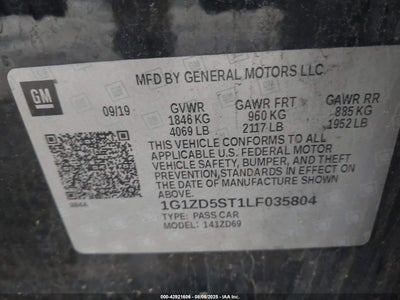 MFD BY GENERAL MOTORS LLC
GM
09/19 GVWR GAWR FRT GAWR RR
1846 KG 960 KG 885 KG
4069 LB 2117 LB 1952 LB
THIS VEHICLE CONFORMS TO ALL
APPLICABLE U.S. FEDERAL MOTOR
VEHICLE SAFETY, BUMPER, AND THEFT
PREVENTION STANDARDS IN EFFECT ON
THE DATE OF MANUFACTURE SHOWN
ABOVE.
1G1ZD5ST1LF035804
TYPE: PASS CAR
MODEL: 141ZD69
000-42921606 - 08/06/2025 - IAA Inc.